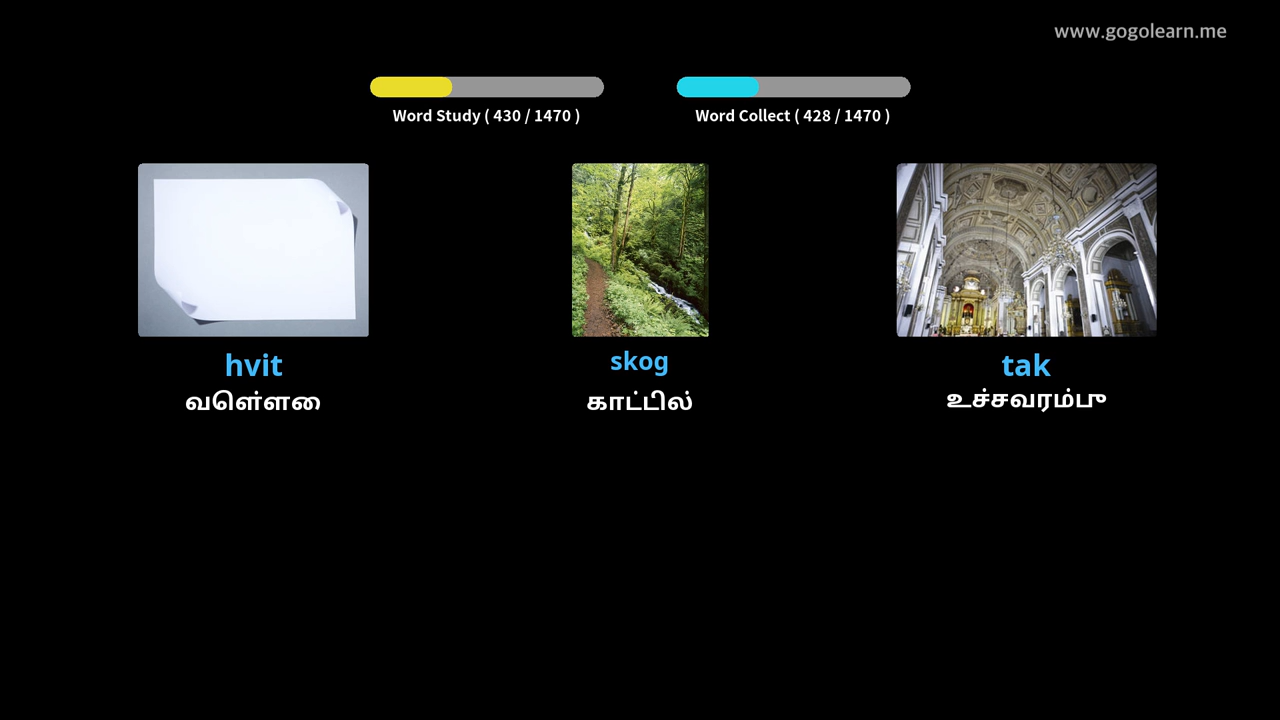 www.gogolearn.me
Word Study ( 430 / 1470 )
Word Collect ( 428 / 1470 )
hvit
வெள்ளை
skog
காட்டில்
tak
உச்சவரம்பு